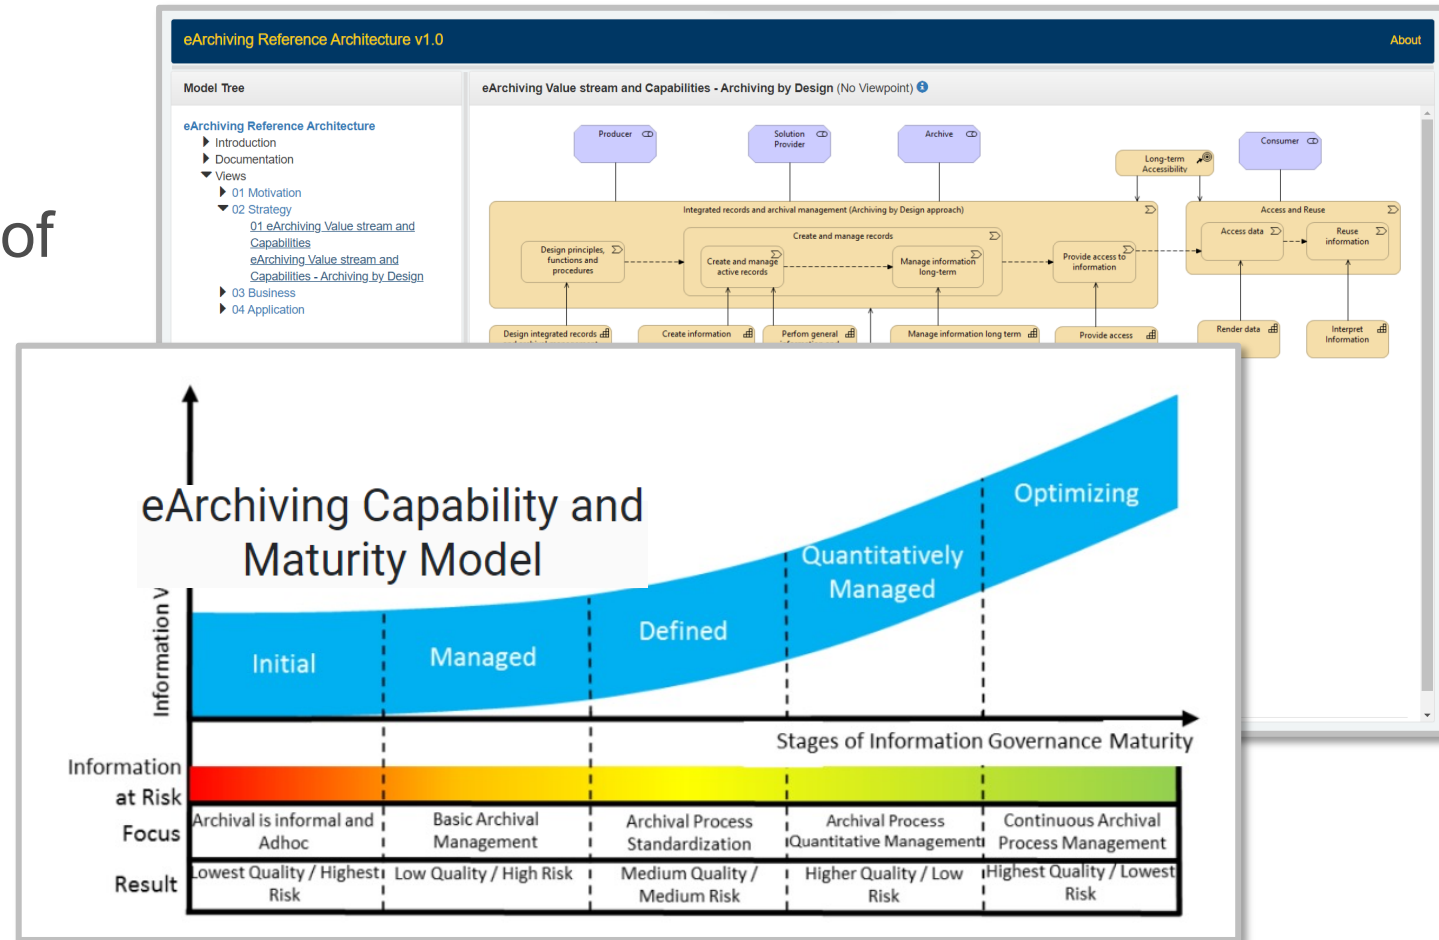 of
eArchiving Reference Architecture v1.0
About
Model Tree
eArchiving Reference Architecture
Introduction
Documentation
Views
01 Motivation
02 Strategy
01 eArchiving Value stream and
Capabilities
eArchiving Value stream and
Capabilities - Archiving by Design
03 Business
04 Application
eArchiving Value stream and Capabilities - Archiving by Design (No Viewpoint)
Producer
Solution
Provider
Archive
Long-term
Accessibility
Consumer
Integrated records and archival management (Archiving by Design approach)
Create and manage records
Design principles,
functions and
procedures
Create and manage
active records
Manage information
long-term
Provide access to
information
Access and Reuse
Access data
Reuse
information
Design integrated records
Create information
Perfom general
Manage information long term
Provide access
Render data
Interpret
Information
eArchiving Capability and
Maturity Model
Information V
Initial
Managed
Defined
Quantitatively
Managed
Optimizing
Stages of Information Governance Maturity
Information
at Risk
Focus
Archival is informal and
Adhoc
Basic Archival
Management
Archival Process
Standardization
Archival Process
Quantitative Management
Continuous Archival
Process Management
Result
Lowest Quality / Highest
Risk
Low Quality / High Risk
Medium Quality /
Medium Risk
Higher Quality / Low
Risk
Highest Quality / Lowest
Risk